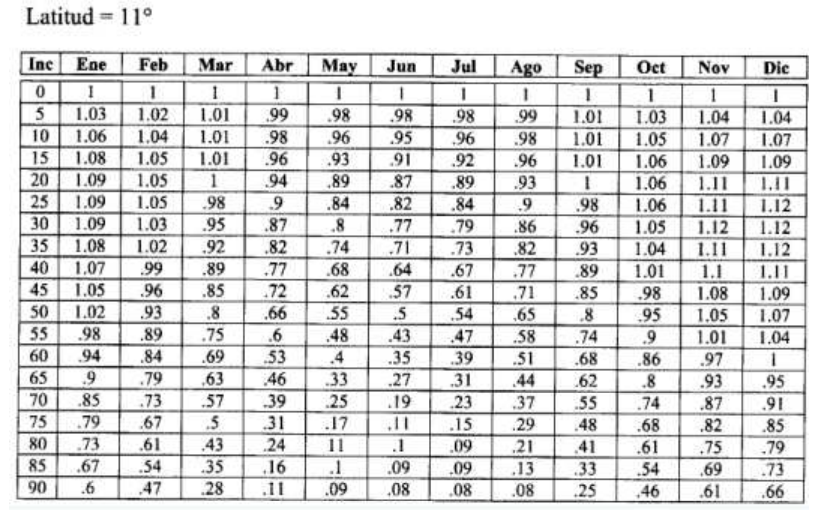 Latitud = 11°
Inc Ene Feb Mar Abr May Jun Jul Ago Sep Oct Nov Dic
0 1 1 1 1 1 1 1 1 1 1 1 1
5 1.03 1.02 1.01 .99 .98 .98 .98 .99 1.01 1.03 1.04 1.04
10 1.06 1.04 1.01 .98 .96 .95 .96 .98 1.01 1.05 1.07 1.07
15 1.08 1.05 1.01 .96 .93 .91 .92 .96 1.01 1.06 1.09 1.09
20 1.09 1.05 1 .94 .89 .87 .89 .93 1 1.06 1.11 1.11
25 1.09 1.05 .98 .9 .84 .82 .84 .9 .98 1.06 1.11 1.12
30 1.09 1.03 .95 .87 .8 .77 .79 .86 .96 1.05 1.12 1.12
35 1.08 1.02 .92 .82 .74 .71 .73 .82 .93 1.04 1.11 1.12
40 1.07 .99 .89 .77 .68 .64 .67 .77 .89 1.01 1.1 1.11
45 1.05 .96 .85 .72 .62 .57 .61 .71 .85 .98 1.08 1.09
50 1.02 .93 .8 .66 .55 .5 .54 .65 .8 .95 1.05 1.07
55 .98 .89 .75 .6 .48 .43 .47 .58 .74 .9 1.01 1.04
60 .94 .84 .69 .53 .4 .35 .39 .51 .68 .86 .97 1
65 .9 .79 .63 .46 .33 .27 .31 .44 .62 .8 .93 .95
70 .85 .73 .57 .39 .25 .19 .23 .37 .55 .74 .87 .91
75 .79 .67 .5 .31 .17 .11 .15 .29 .48 .68 .82 .85
80 .73 .61 .43 .24 11 .1 .09 .21 .41 .61 .75 .79
85 .67 .54 .35 .16 .1 .09 .09 .13 .33 .54 .69 .73
90 .6 .47 .28 .11 .09 .08 .08 .08 .25 .46 .61 .66